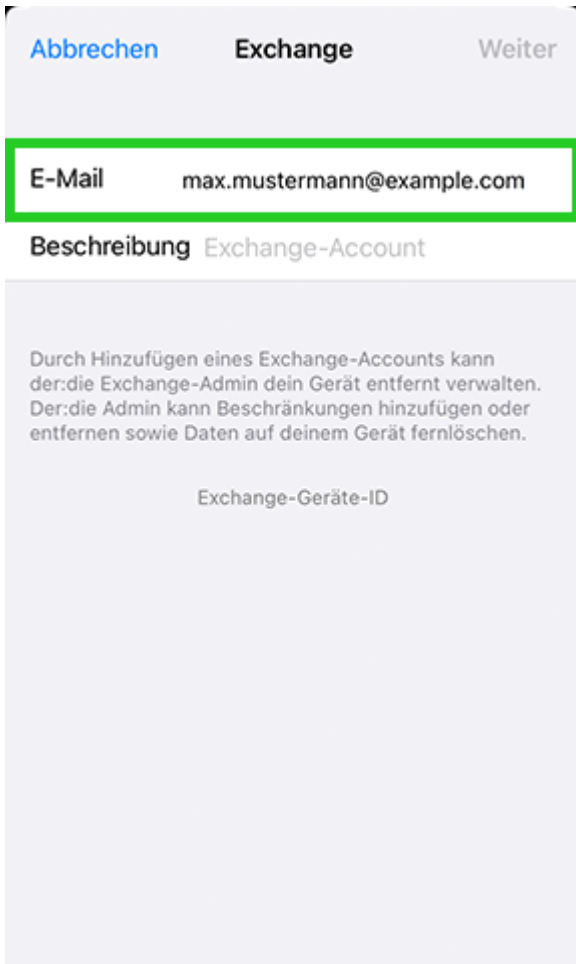 Abbrechen Exchange Weiter
E-Mail max.mustermann@example.com
Beschreibung Exchange-Account
Durch Hinzufügen eines Exchange-Accounts kann
der:die Exchange-Admin dein Gerät entfernt verwalten.
Der:die Admin kann Beschränkungen hinzufügen oder
entfernen sowie Daten auf deinem Gerät fernlöschen.
Exchange-Geräte-ID